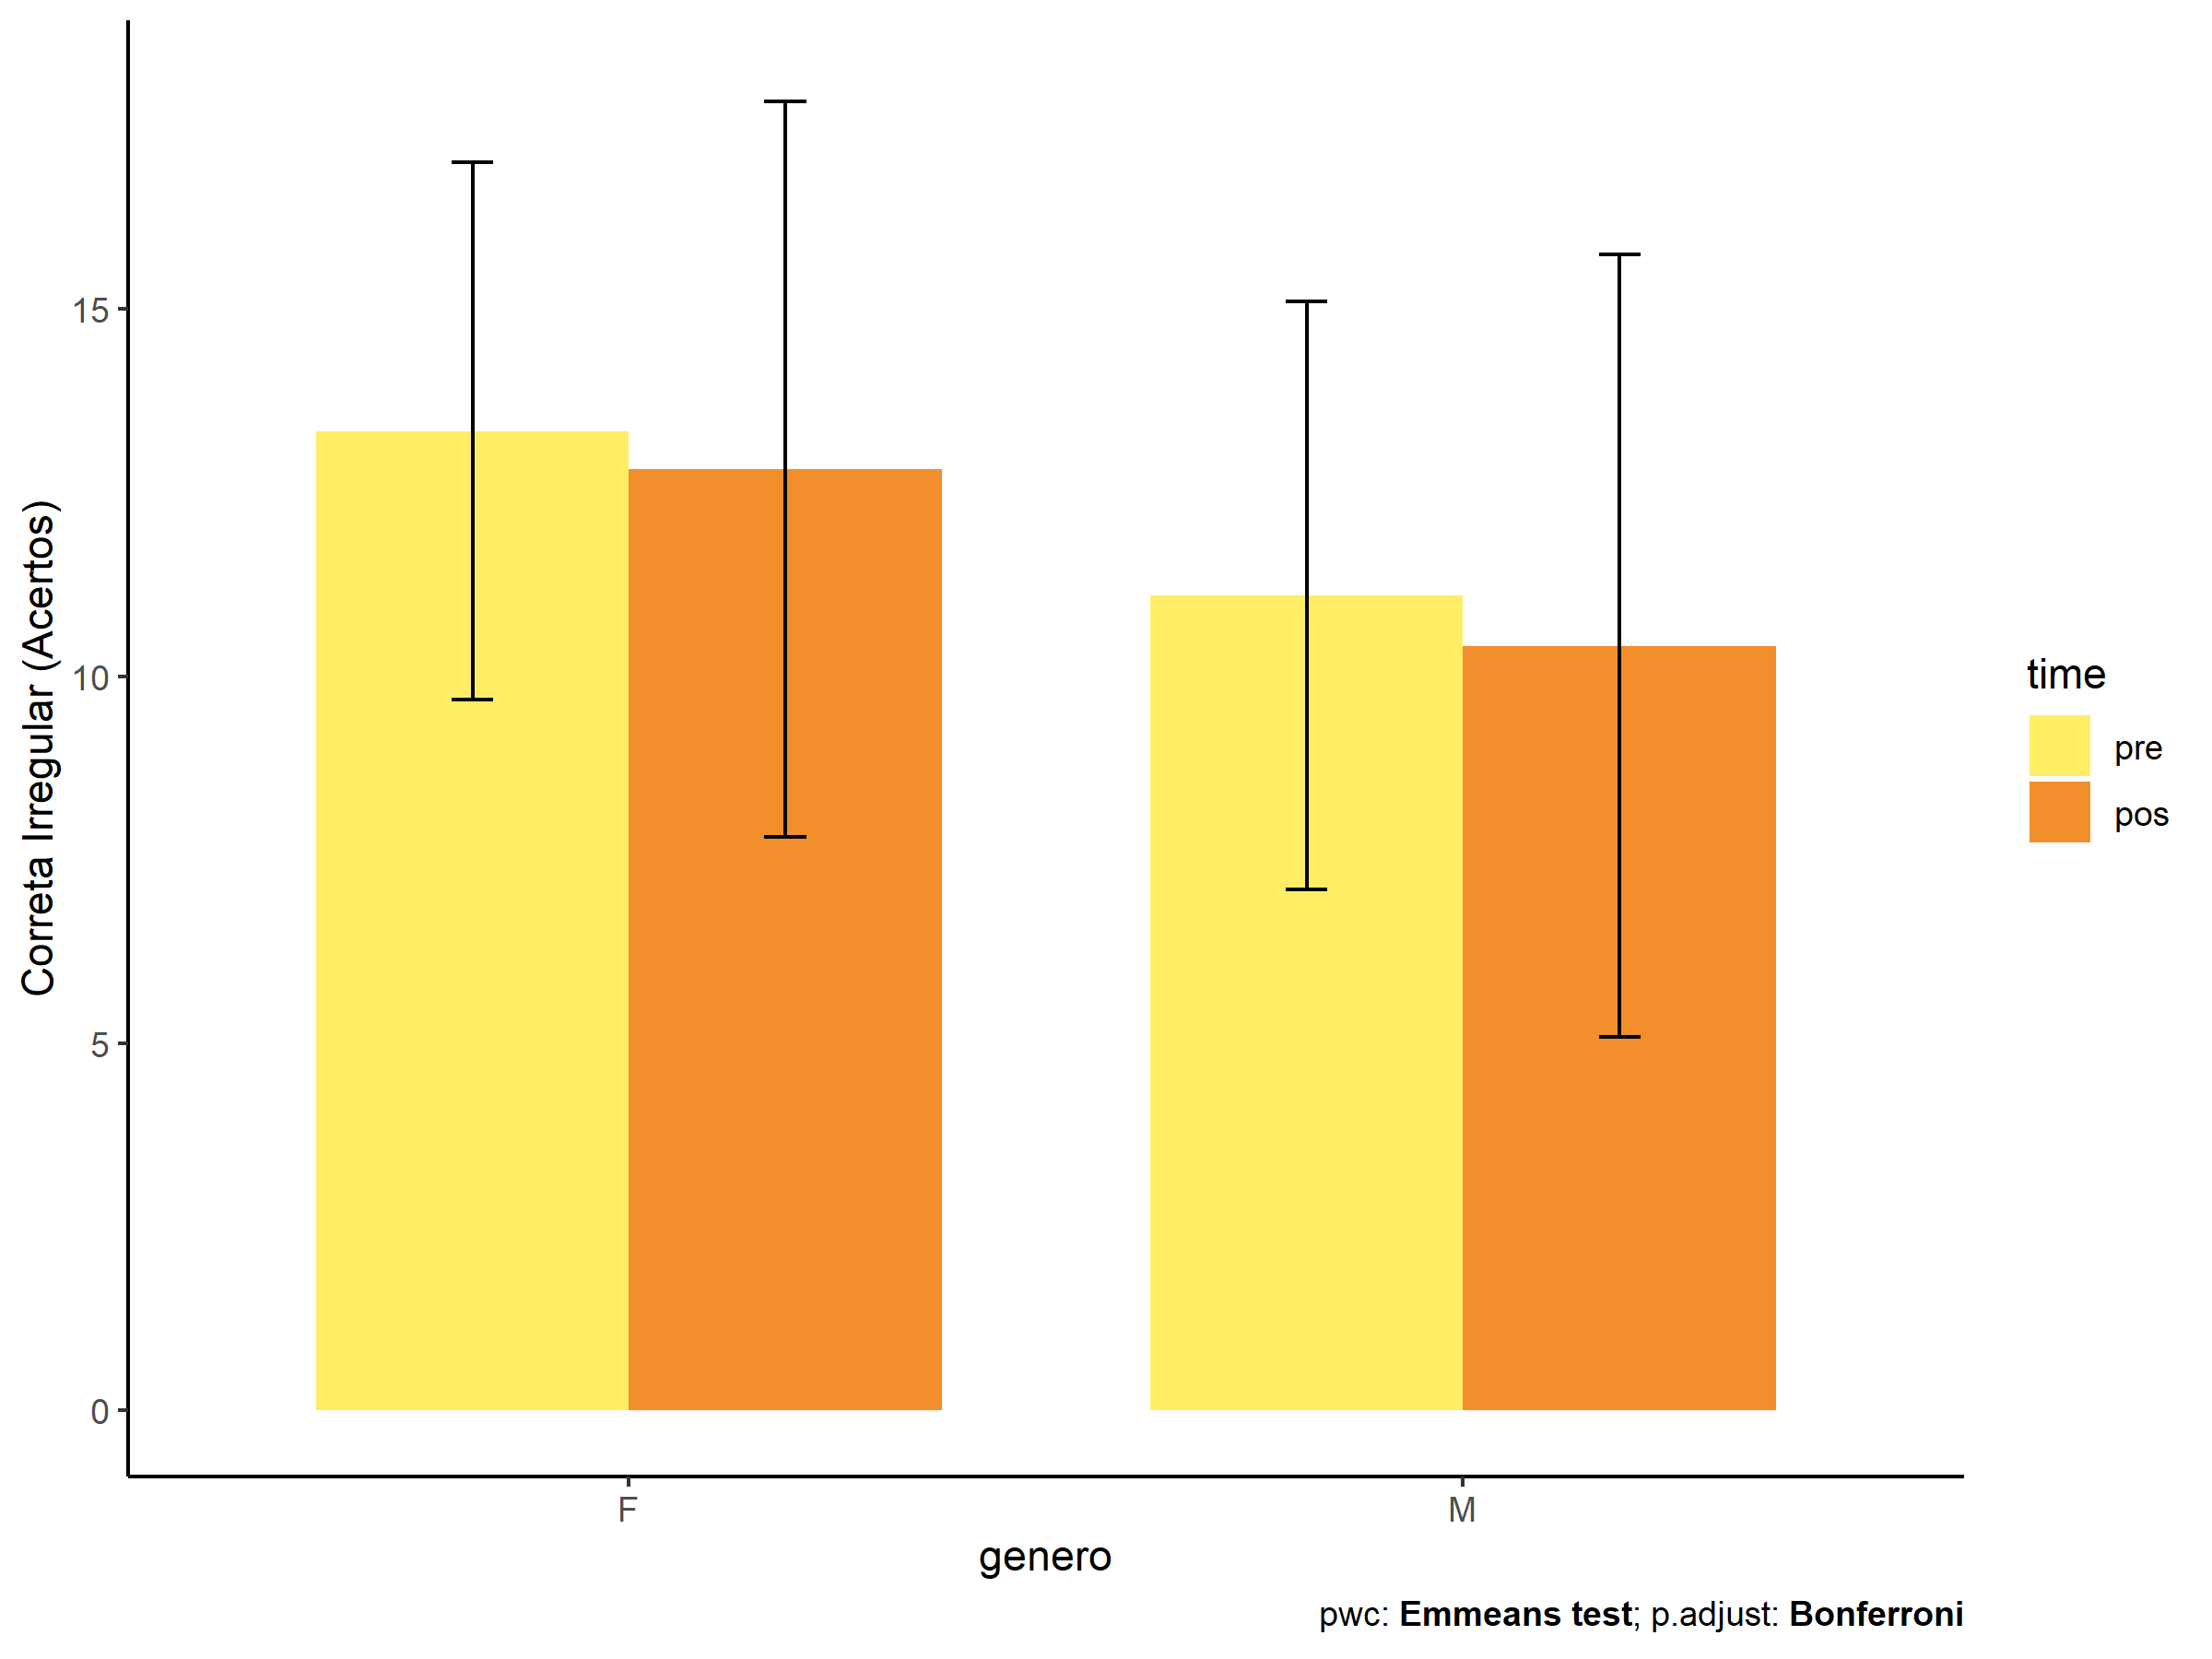 Correta Irregular (Acertos)
15
10
5
0
F
M
genero
time
pre
pos
pwc: Emmeans test; p.adjust: Bonferroni